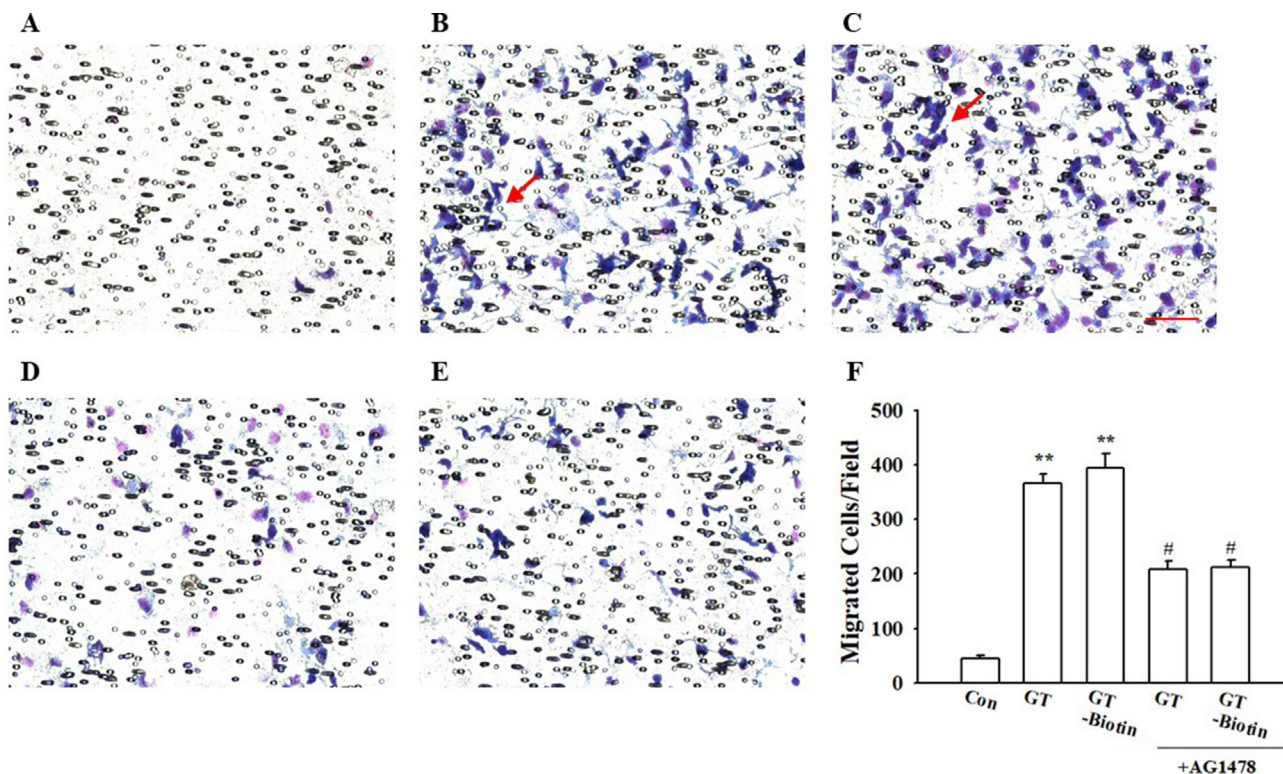 A
B
C
D
E
F
500
400
300
200
100
0
Migrated Cells/Field
**
**
#
#
Con
GT
GT
-Biotin
GT
GT
-Biotin
+AG1478